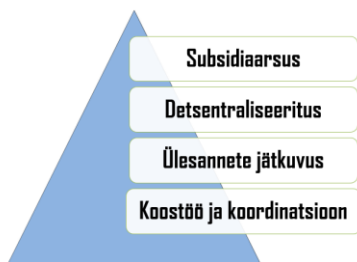 Subsidiaarsus
Detsentraliseeritus
Ülesannete jätkuvus
Koostöö ja koordinatsioon